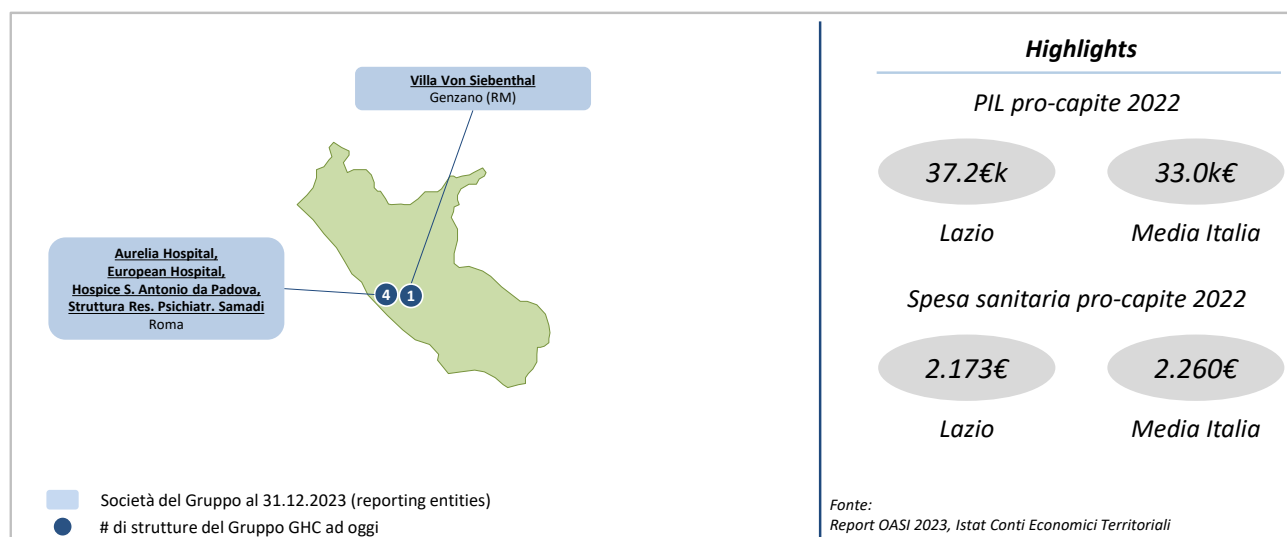 Villa Von Siebenthal
Genzano (RM)
Aurelia Hospital,
European Hospital,
Hospice S. Antonio da Padova,
Struttura Res. Psichiatr. Samadi
Roma
4
1
Società del Gruppo al 31.12.2023 (reporting entities)
# di strutture del Gruppo GHC ad oggi
Highlights
PIL pro-capite 2022
37.2€k 33.0k€
Lazio Media Italia
Spesa sanitaria pro-capite 2022
2.173€ 2.260€
Lazio Media Italia
Fonte:
Report OASI 2023, Istat Conti Economici Territoriali